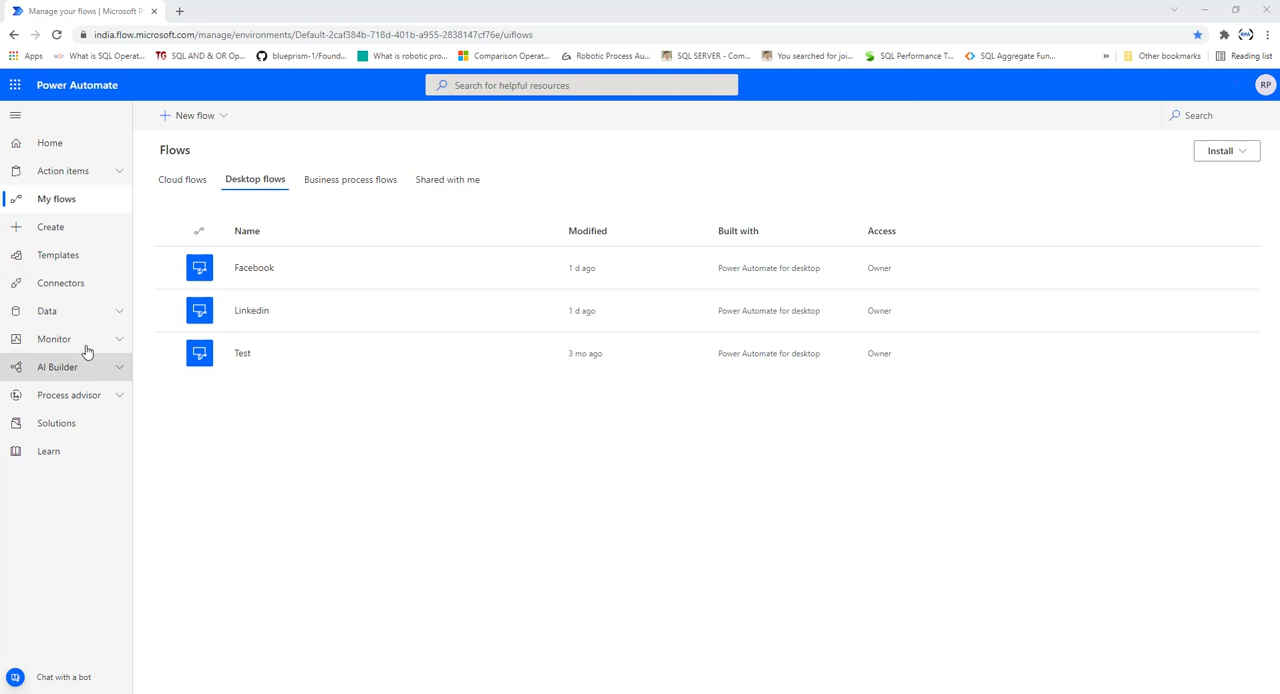 Manage your flows | Microsoft P
india.flow.microsoft.com/manage/environments/Default-2caf384b-718d-401b-a955-2838147cf76e/uiflows
Apps
What is SQL Operat...
TG SQL AND & OR Op...
blueprism-1/Found...
What is robotic pro...
Comparison Operat...
Robotic Process Au...
SQL SERVER - Com...
You searched for joi...
SQL Performance T...
SQL Aggregate Fun...
»
Other bookmarks
Reading list
Power Automate
Search for helpful resources
RP
New flow
Search
Home
Action items
My flows
Create
Templates
Connectors
Data
Monitor
AI Builder
Process advisor
Solutions
Learn
Chat with a bot
Flows
Install
Cloud flows
Desktop flows
Business process flows
Shared with me
Name Modified Built with Access
Facebook 1 d ago Power Automate for desktop Owner
Linkedin 1 d ago Power Automate for desktop Owner
Test 3 mo ago Power Automate for desktop Owner